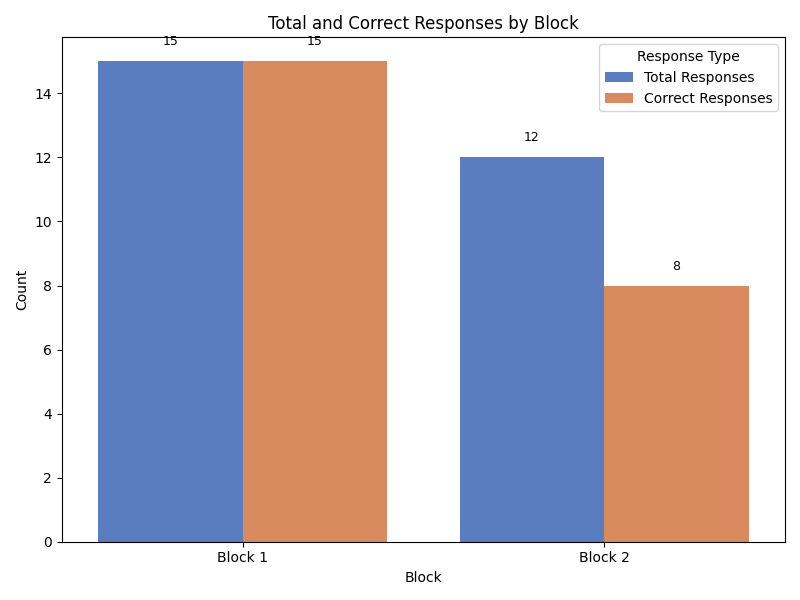 Total and Correct Responses by Block
15
15
12
8
Response Type
Total Responses
Correct Responses
Count
14
12
10
8
6
4
2
0
Block 1
Block 2
Block